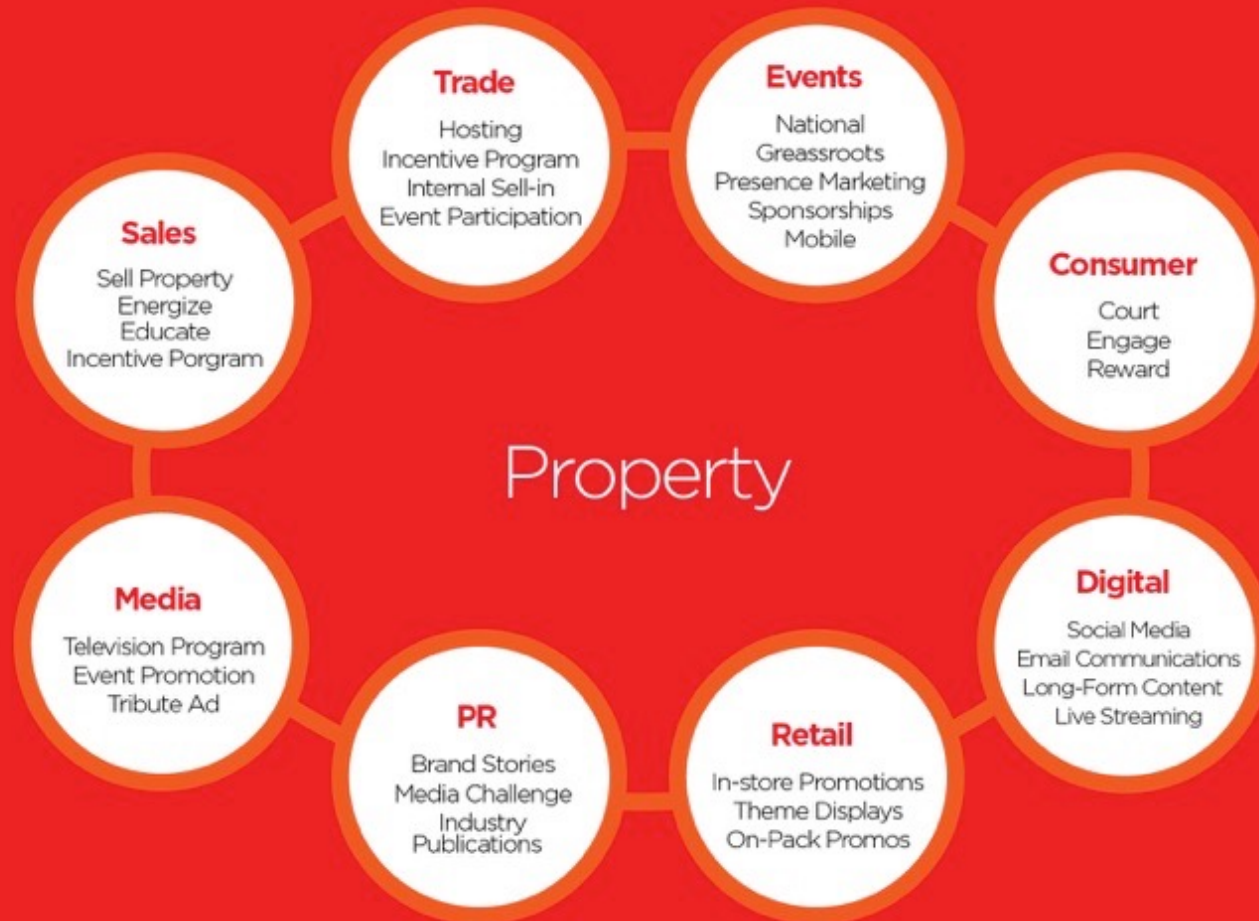 Trade
Hosting
Incentive Program
Internal Sell-in
Event Participation
Events
National
Greassroots
Presence Marketing
Sponsorships
Mobile
Sales
Sell Property
Energize
Educate
Incentive Porgram
Consumer
Court
Engage
Reward
Property
Media
Television Program
Event Promotion
Tribute Ad
Digital
Social Media
Email Communications
Long-Form Content
Live Streaming
PR
Brand Stories
Media Challenge
Industry
Publications
Retail
In-store Promotions
Theme Displays
On-Pack Promos